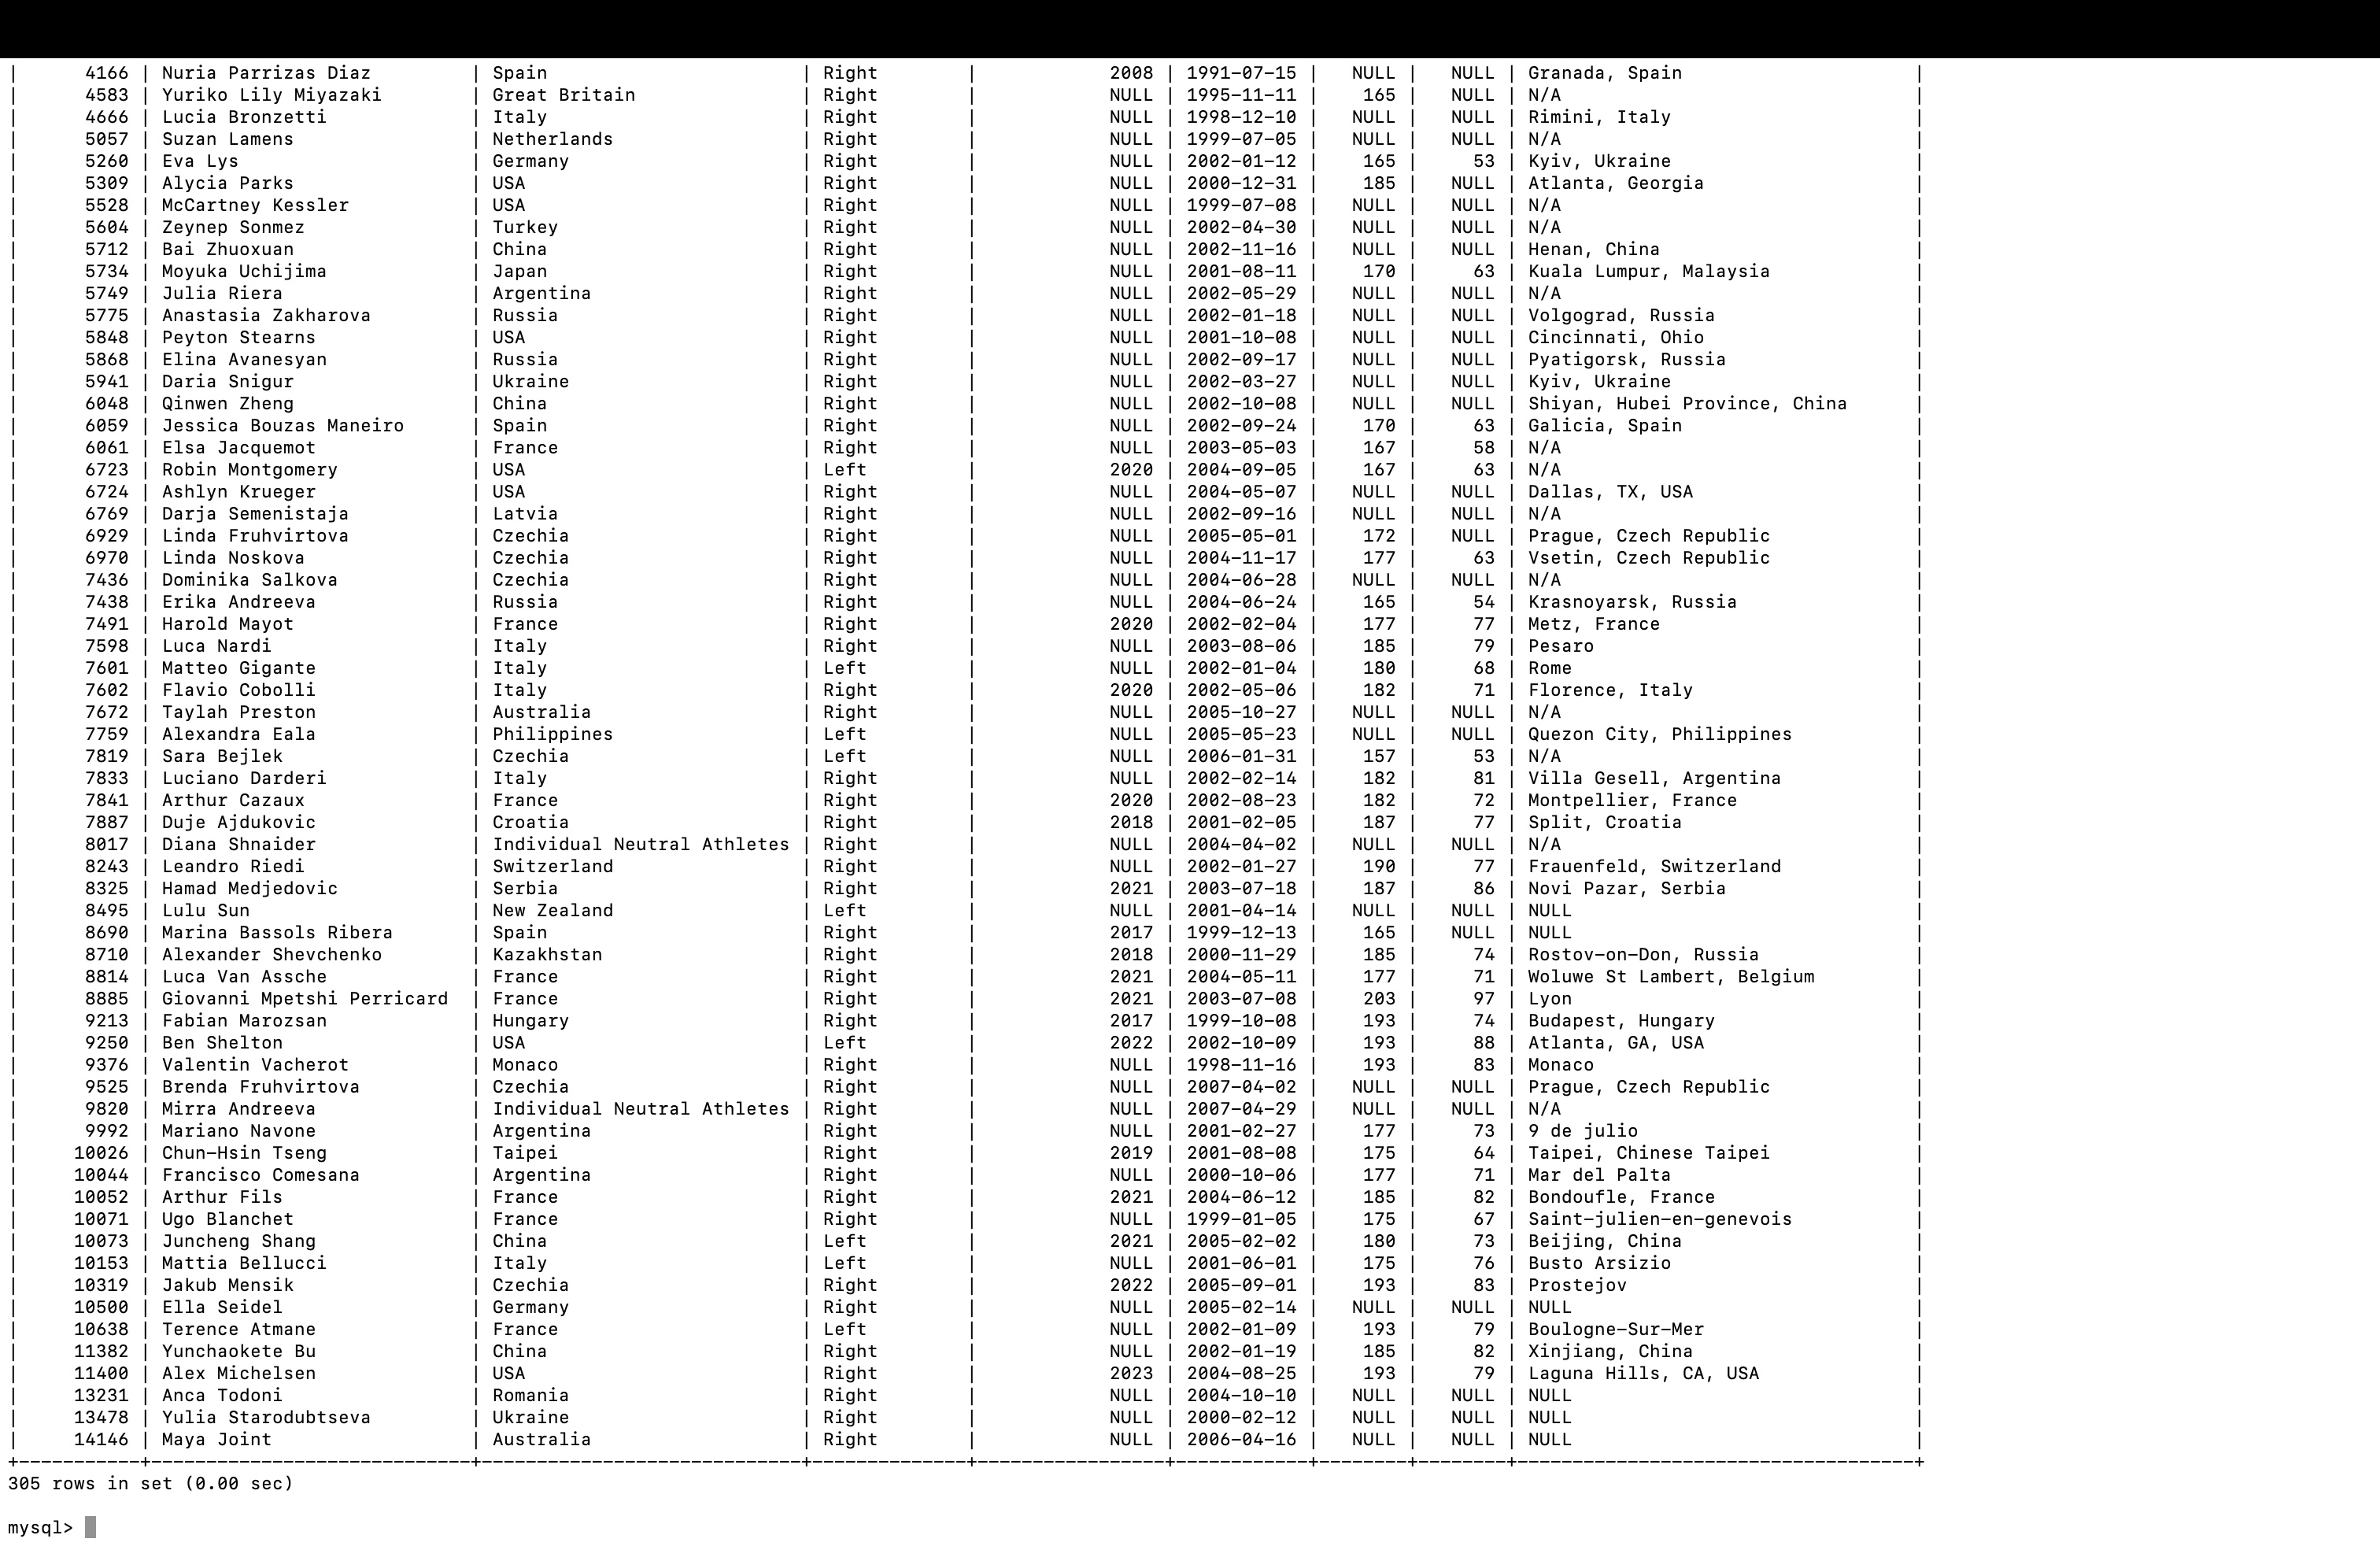 |      4166 | Nuria Parrizas Diaz         | Spain                       | Right        |             2008 | 1991-07-15 |   NULL |   NULL | Granada, Spain                     |
|      4583 | Yuriko Lily Miyazaki        | Great Britain               | Right        |             NULL | 1995-11-11 |    165 |   NULL | N/A                                |
|      4666 | Lucia Bronzetti             | Italy                       | Right        |             NULL | 1998-12-10 |   NULL |   NULL | Rimini, Italy                      |
|      5057 | Suzan Lamens                | Netherlands                 | Right        |             NULL | 1999-07-05 |   NULL |   NULL | N/A                                |
|      5260 | Eva Lys                     | Germany                     | Right        |             NULL | 2002-01-12 |    165 |     53 | Kyiv, Ukraine                      |
|      5309 | Alycia Parks                | USA                         | Right        |             NULL | 2000-12-31 |    185 |   NULL | Atlanta, Georgia                   |
|      5528 | McCartney Kessler           | USA                         | Right        |             NULL | 1999-07-08 |   NULL |   NULL | N/A                                |
|      5604 | Zeynep Sonmez               | Turkey                      | Right        |             NULL | 2002-04-30 |   NULL |   NULL | N/A                                |
|      5712 | Bai Zhuoxuan                | China                       | Right        |             NULL | 2002-11-16 |   NULL |   NULL | Henan, China                       |
|      5734 | Moyuka Uchijima             | Japan                       | Right        |             NULL | 2001-08-11 |    170 |     63 | Kuala Lumpur, Malaysia             |
|      5749 | Julia Riera                 | Argentina                   | Right        |             NULL | 2002-05-29 |   NULL |   NULL | N/A                                |
|      5775 | Anastasia Zakharova         | Russia                      | Right        |             NULL | 2002-01-18 |   NULL |   NULL | Volgograd, Russia                  |
|      5848 | Peyton Stearns              | USA                         | Right        |             NULL | 2001-10-08 |   NULL |   NULL | Cincinnati, Ohio                   |
|      5868 | Elina Avanesyan             | Russia                      | Right        |             NULL | 2002-09-17 |   NULL |   NULL | Pyatigorsk, Russia                 |
|      5941 | Daria Snigur                | Ukraine                     | Right        |             NULL | 2002-03-27 |   NULL |   NULL | Kyiv, Ukraine                      |
|      6048 | Qinwen Zheng                | China                       | Right        |             NULL | 2002-10-08 |   NULL |   NULL | Shiyan, Hubei Province, China      |
|      6059 | Jessica Bouzas Maneiro      | Spain                       | Right        |             NULL | 2002-09-24 |    170 |     63 | Galicia, Spain                     |
|      6061 | Elsa Jacquemot              | France                      | Right        |             NULL | 2003-05-03 |    167 |     58 | N/A                                |
|      6723 | Robin Montgomery            | USA                         | Left         |             2020 | 2004-09-05 |    167 |     63 | N/A                                |
|      6724 | Ashlyn Krueger              | USA                         | Right        |             NULL | 2004-05-07 |   NULL |   NULL | Dallas, TX, USA                    |
|      6769 | Darja Semenistaja           | Latvia                      | Right        |             NULL | 2002-09-16 |   NULL |   NULL | N/A                                |
|      6929 | Linda Fruhvirtova           | Czechia                     | Right        |             NULL | 2005-05-01 |    172 |   NULL | Prague, Czech Republic             |
|      6970 | Linda Noskova               | Czechia                     | Right        |             NULL | 2004-11-17 |    177 |     63 | Vsetin, Czech Republic             |
|      7436 | Dominika Salkova            | Czechia                     | Right        |             NULL | 2004-06-28 |   NULL |   NULL | N/A                                |
|      7438 | Erika Andreeva              | Russia                      | Right        |             NULL | 2004-06-24 |    165 |     54 | Krasnoyarsk, Russia                |
|      7491 | Harold Mayot                | France                      | Right        |             2020 | 2002-02-04 |    177 |     77 | Metz, France                       |
|      7598 | Luca Nardi                  | Italy                       | Right        |             NULL | 2003-08-06 |    185 |     79 | Pesaro                             |
|      7601 | Matteo Gigante              | Italy                       | Left         |             NULL | 2002-01-04 |    180 |     68 | Rome                               |
|      7602 | Flavio Cobolli              | Italy                       | Right        |             2020 | 2002-05-06 |    182 |     71 | Florence, Italy                    |
|      7672 | Taylah Preston              | Australia                   | Right        |             NULL | 2005-10-27 |   NULL |   NULL | N/A                                |
|      7759 | Alexandra Eala              | Philippines                 | Left         |             NULL | 2005-05-23 |   NULL |   NULL | Quezon City, Philippines           |
|      7819 | Sara Bejlek                 | Czechia                     | Left         |             NULL | 2006-01-31 |    157 |     53 | N/A                                |
|      7833 | Luciano Darderi             | Italy                       | Right        |             NULL | 2002-02-14 |    182 |     81 | Villa Gesell, Argentina            |
|      7841 | Arthur Cazaux               | France                      | Right        |             2020 | 2002-08-23 |    182 |     72 | Montpellier, France                |
|      7887 | Duje Ajdukovic              | Croatia                     | Right        |             2018 | 2001-02-05 |    187 |     77 | Split, Croatia                     |
|      8017 | Diana Shnaider              | Individual Neutral Athletes | Right        |             NULL | 2004-04-02 |   NULL |   NULL | N/A                                |
|      8243 | Leandro Riedi               | Switzerland                 | Right        |             NULL | 2002-01-27 |    190 |     77 | Frauenfeld, Switzerland            |
|      8325 | Hamad Medjedovic            | Serbia                      | Right        |             2021 | 2003-07-18 |    187 |     86 | Novi Pazar, Serbia                 |
|      8495 | Lulu Sun                    | New Zealand                 | Left         |             NULL | 2001-04-14 |   NULL |   NULL | NULL                               |
|      8690 | Marina Bassols Ribera       | Spain                       | Right        |             2017 | 1999-12-13 |    165 |   NULL | NULL                               |
|      8710 | Alexander Shevchenko        | Kazakhstan                  | Right        |             2018 | 2000-11-29 |    185 |     74 | Rostov-on-Don, Russia              |
|      8814 | Luca Van Assche             | France                      | Right        |             2021 | 2004-05-11 |    177 |     71 | Woluwe St Lambert, Belgium         |
|      8885 | Giovanni Mpetshi Perricard  | France                      | Right        |             2021 | 2003-07-08 |    203 |     97 | Lyon                               |
|      9213 | Fabian Marozsan             | Hungary                     | Right        |             2017 | 1999-10-08 |    193 |     74 | Budapest, Hungary                  |
|      9250 | Ben Shelton                 | USA                         | Left         |             2022 | 2002-10-09 |    193 |     88 | Atlanta, GA, USA                   |
|      9376 | Valentin Vacherot           | Monaco                      | Right        |             NULL | 1998-11-16 |    193 |     83 | Monaco                             |
|      9525 | Brenda Fruhvirtova          | Czechia                     | Right        |             NULL | 2007-04-02 |   NULL |   NULL | Prague, Czech Republic             |
|      9820 | Mirra Andreeva              | Individual Neutral Athletes | Right        |             NULL | 2007-04-29 |   NULL |   NULL | N/A                                |
|      9992 | Mariano Navone              | Argentina                   | Right        |             NULL | 2001-02-27 |    177 |     73 | 9 de julio                         |
|     10026 | Chun-Hsin Tseng             | Taipei                      | Right        |             2019 | 2001-08-08 |    175 |     64 | Taipei, Chinese Taipei             |
|     10044 | Francisco Comesana          | Argentina                   | Right        |             NULL | 2000-10-06 |    177 |     71 | Mar del Palta                      |
|     10052 | Arthur Fils                 | France                      | Right        |             2021 | 2004-06-12 |    185 |     82 | Bondoufle, France                  |
|     10071 | Ugo Blanchet                | France                      | Right        |             NULL | 1999-01-05 |    175 |     67 | Saint-julien-en-genevois           |
|     10073 | Juncheng Shang              | China                       | Left         |             2021 | 2005-02-02 |    180 |     73 | Beijing, China                     |
|     10153 | Mattia Bellucci             | Italy                       | Left         |             NULL | 2001-06-01 |    175 |     76 | Busto Arsizio                      |
|     10319 | Jakub Mensik                | Czechia                     | Right        |             2022 | 2005-09-01 |    193 |     83 | Prostejov                          |
|     10500 | Ella Seidel                 | Germany                     | Right        |             NULL | 2005-02-14 |   NULL |   NULL | NULL                               |
|     10638 | Terence Atmane              | France                      | Left         |             NULL | 2002-01-09 |    193 |     79 | Boulogne-Sur-Mer                   |
|     11382 | Yunchaokete Bu              | China                       | Right        |             NULL | 2002-01-19 |    185 |     82 | Xinjiang, China                    |
|     11400 | Alex Michelsen              | USA                         | Right        |             2023 | 2004-08-25 |    193 |     79 | Laguna Hills, CA, USA              |
|     13231 | Anca Todoni                 | Romania                     | Right        |             NULL | 2004-10-10 |   NULL |   NULL | NULL                               |
|     13478 | Yulia Starodubtseva         | Ukraine                     | Right        |             NULL | 2000-02-12 |   NULL |   NULL | NULL                               |
|     14146 | Maya Joint                  | Australia                   | Right        |             NULL | 2006-04-16 |   NULL |   NULL | NULL                               |
+-----------+-----------------------------+-----------------------------+--------------+------------------+------------+--------+--------+------------------------------------+
305 rows in set (0.00 sec)
mysql>